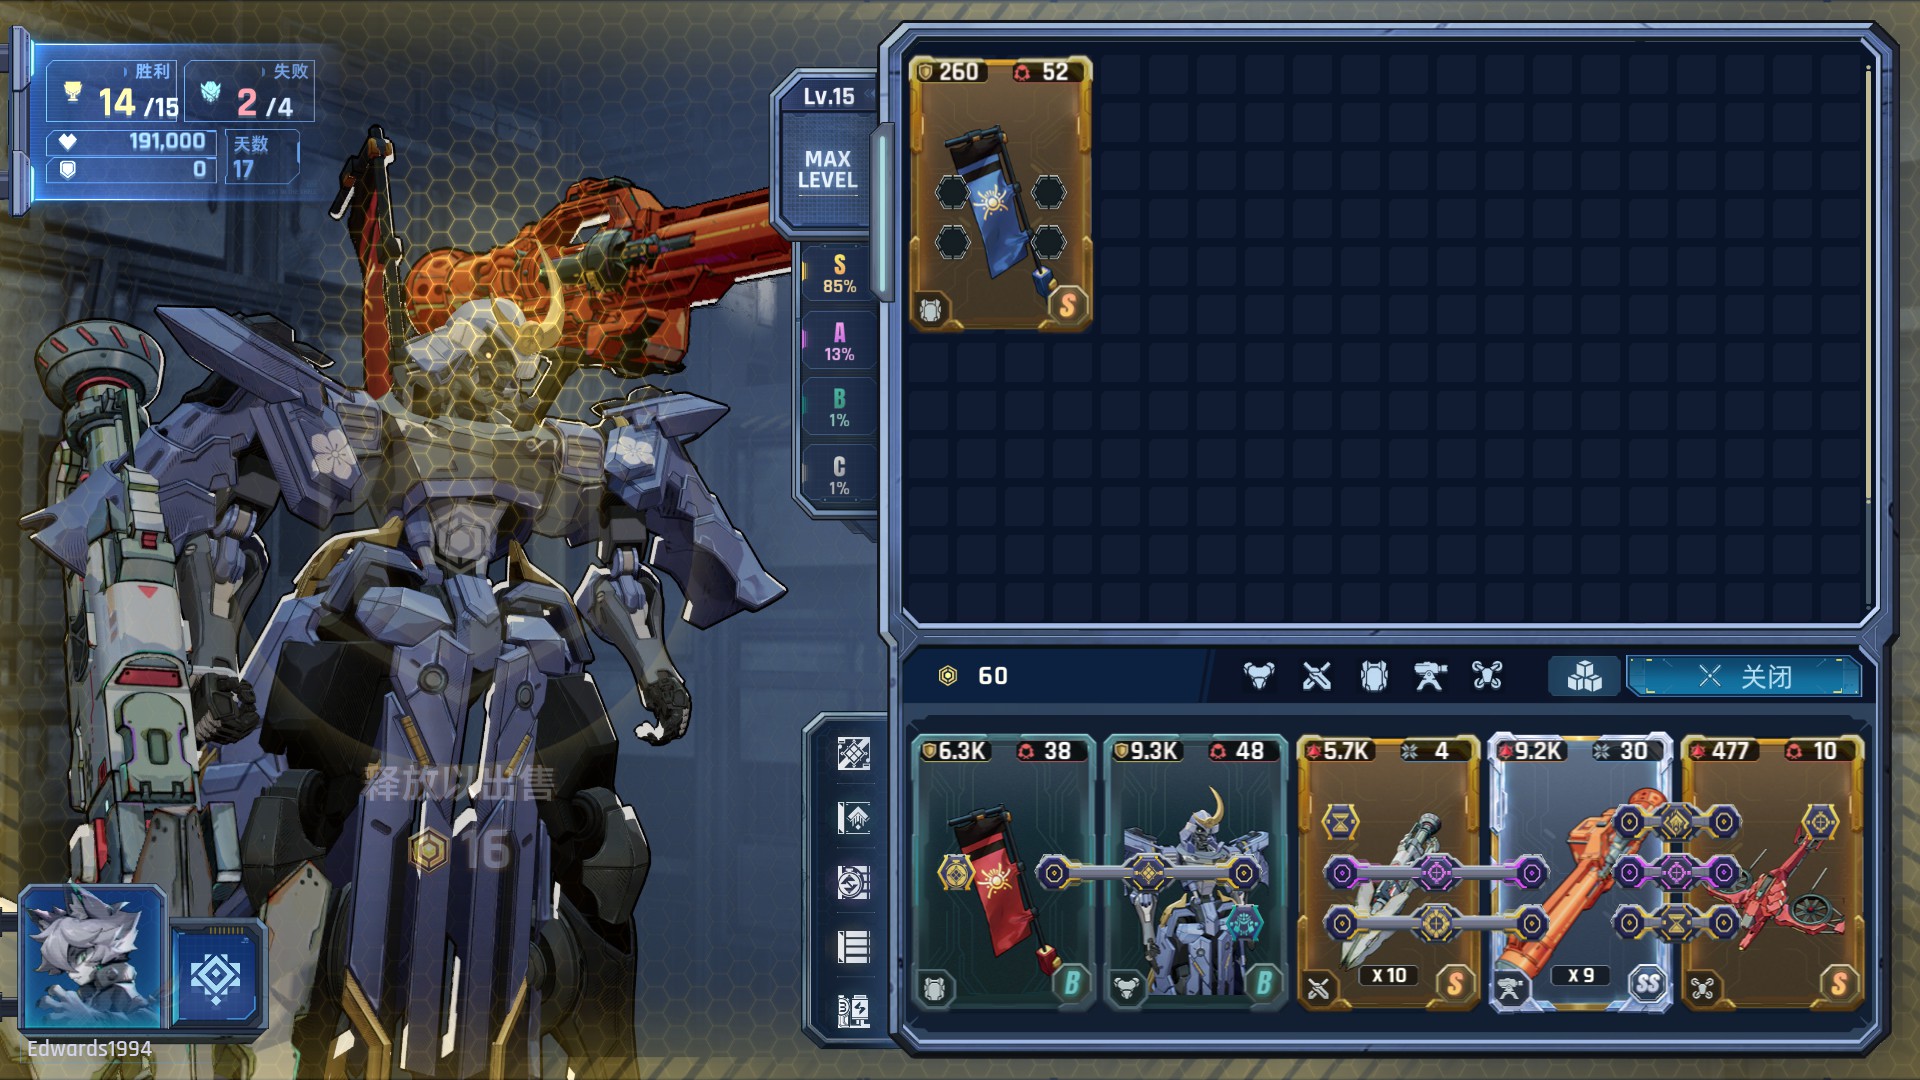 胜利
14 /15
失败
2 /4
191,000
0
天数
17
Lv.15
MAX
LEVEL
S
85%
A
13%
B
1%
C
1%
260 52
S
60
关闭
释放以出售
16
6.3K 38
B
9.3K 48
B
5.7K 4
x 10
S
9.2K 30
x 9
SS
477 10
S
Edwards1994